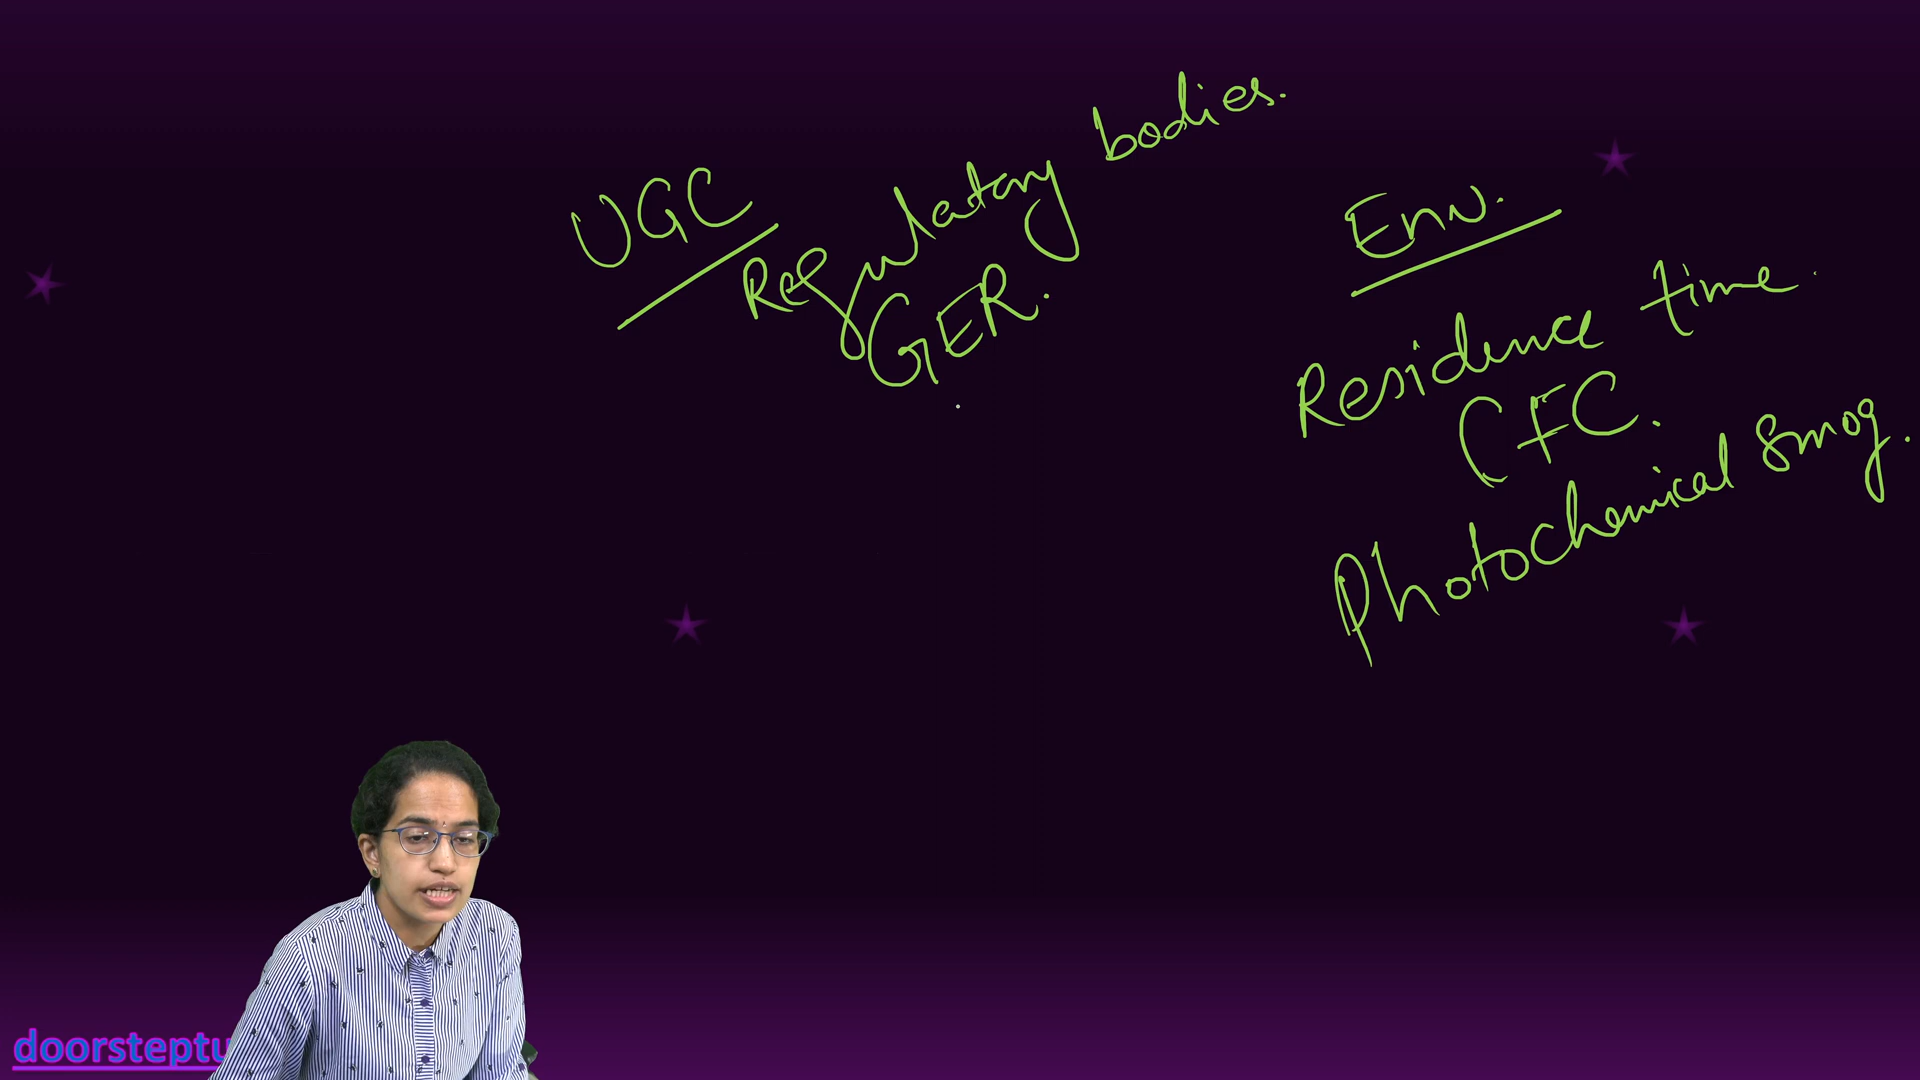 UGC
Regulatory bodies.
GER.
Env.
Residence time.
CFC.
Photochemical smog.
doorsteptu